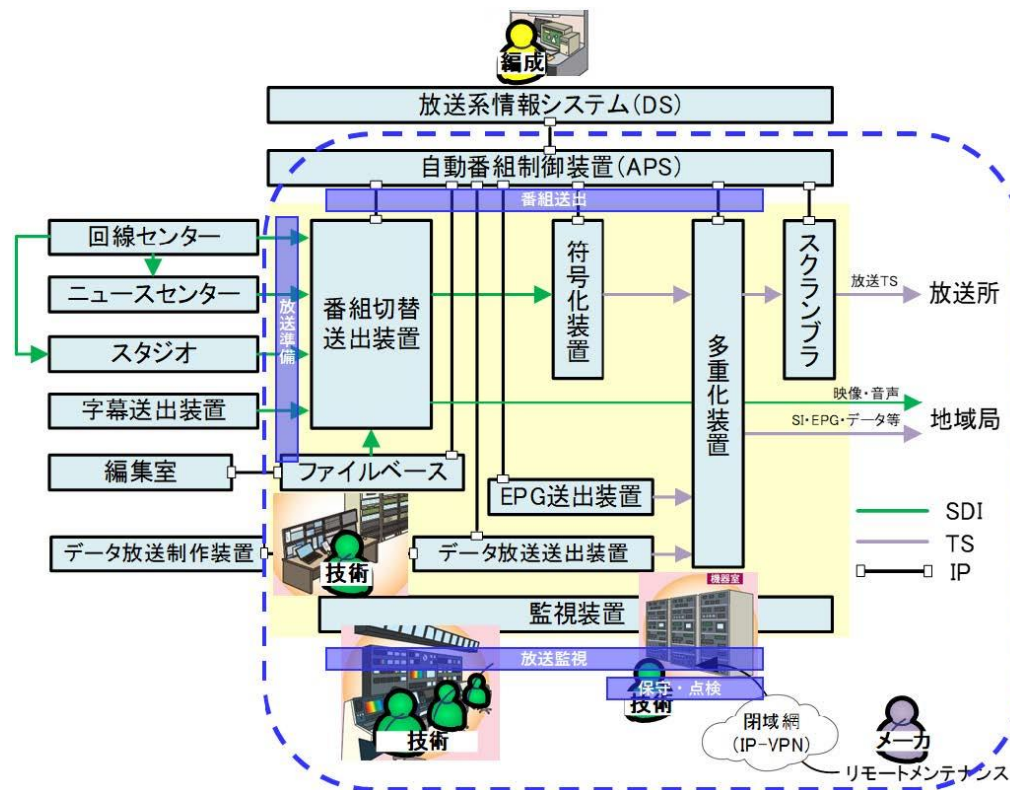 編成
放送系情報システム(DS)
自動番組制御装置(APS)
番組送出
回線センター
ニュースセンター
スタジオ
字幕送出装置
編集室
データ放送制作装置
放送準備
番組切替
送出装置
ファイルベース
符号化装置
多重化装置
スクランブラ
放送TS
放送所
映像・音声
SI・EPG・データ等
地域局
EPG送出装置
データ放送送出装置
SDI
TS
IP
技術
機器室
監視装置
放送監視
保守・点検
技術
技術
閉域網
(IP-VPN)
メーカ
リモートメンテナンス